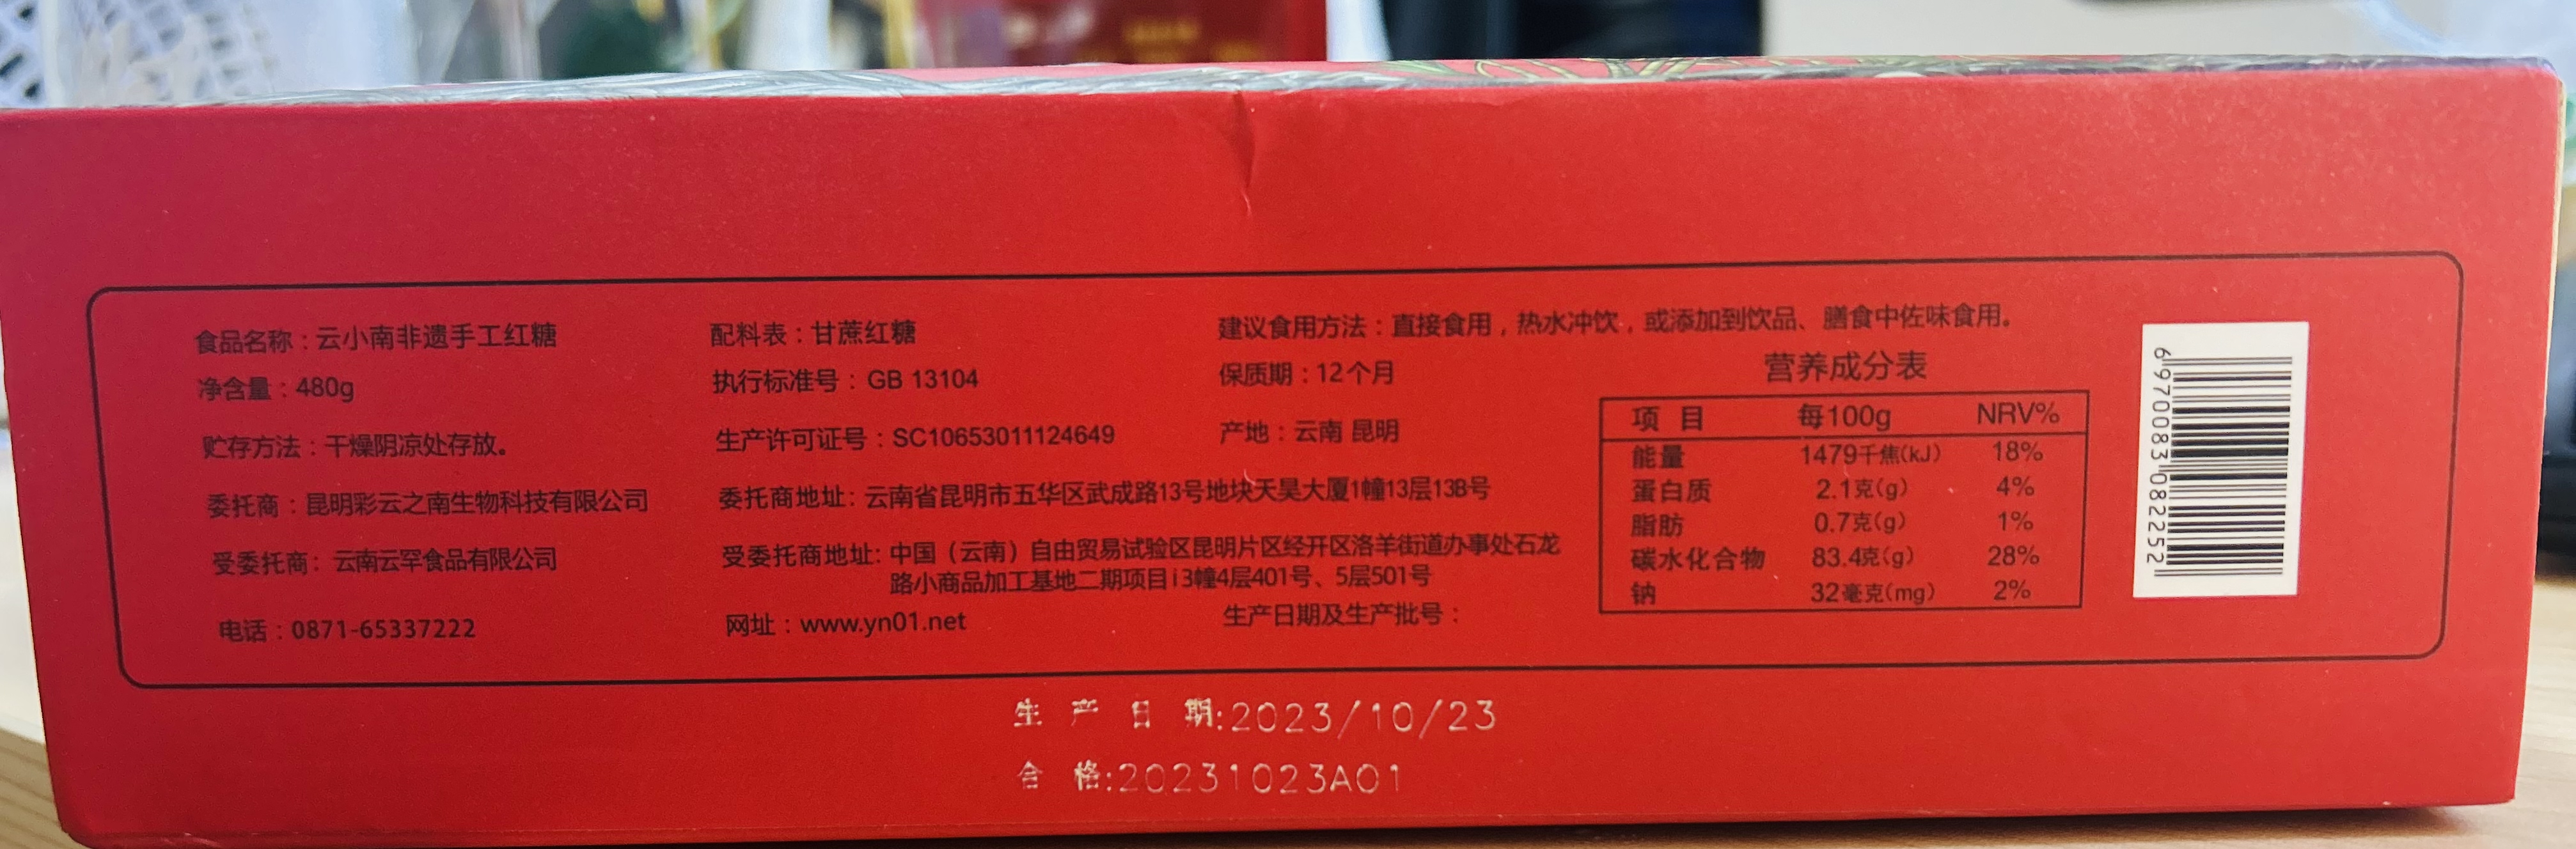 食品名称：云小南非遗手工红糖
净含量：480g
贮存方法：干燥阴凉处存放。
委托商：昆明彩云之南生物科技有限公司
受委托商：云南云罕食品有限公司
电话：0871-65337222
配料表：甘蔗红糖
执行标准号：GB 13104
生产许可证号：SC10653011124649
委托商地址：云南省昆明市五华区武成路13号地块天昊大厦1幢13层13B号
受委托商地址：中国（云南）自由贸易试验区昆明片区经开区洛羊街道办事处石龙
路小商品加工基地二期项目i3幢4层401号、5层501号
网址：www.yn01.net
建议食用方法：直接食用，热水冲饮，或添加到饮品、膳食中佐味食用。
保质期：12个月
产地：云南 昆明
生产日期及生产批号：
营养成分表
项 目 每100g NRV%
能量 1479千焦(kJ) 18%
蛋白质 2.1克(g) 4%
脂肪 0.7克(g) 1%
碳水化合物 83.4克(g) 28%
钠 32毫克(mg) 2%
6970083082252
生 产 日 期:2023/10/23
合 格:20231023A01